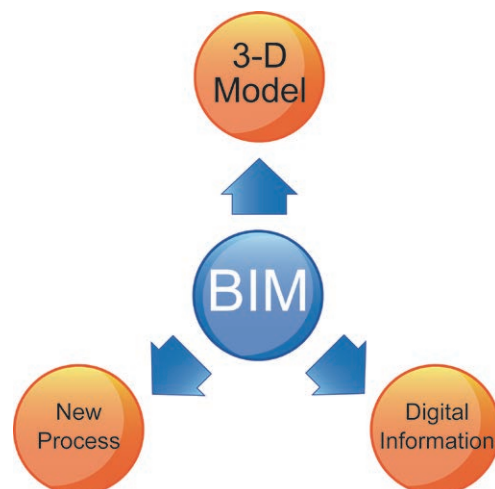 3-D
Model
BIM
New
Process
Digital
Information